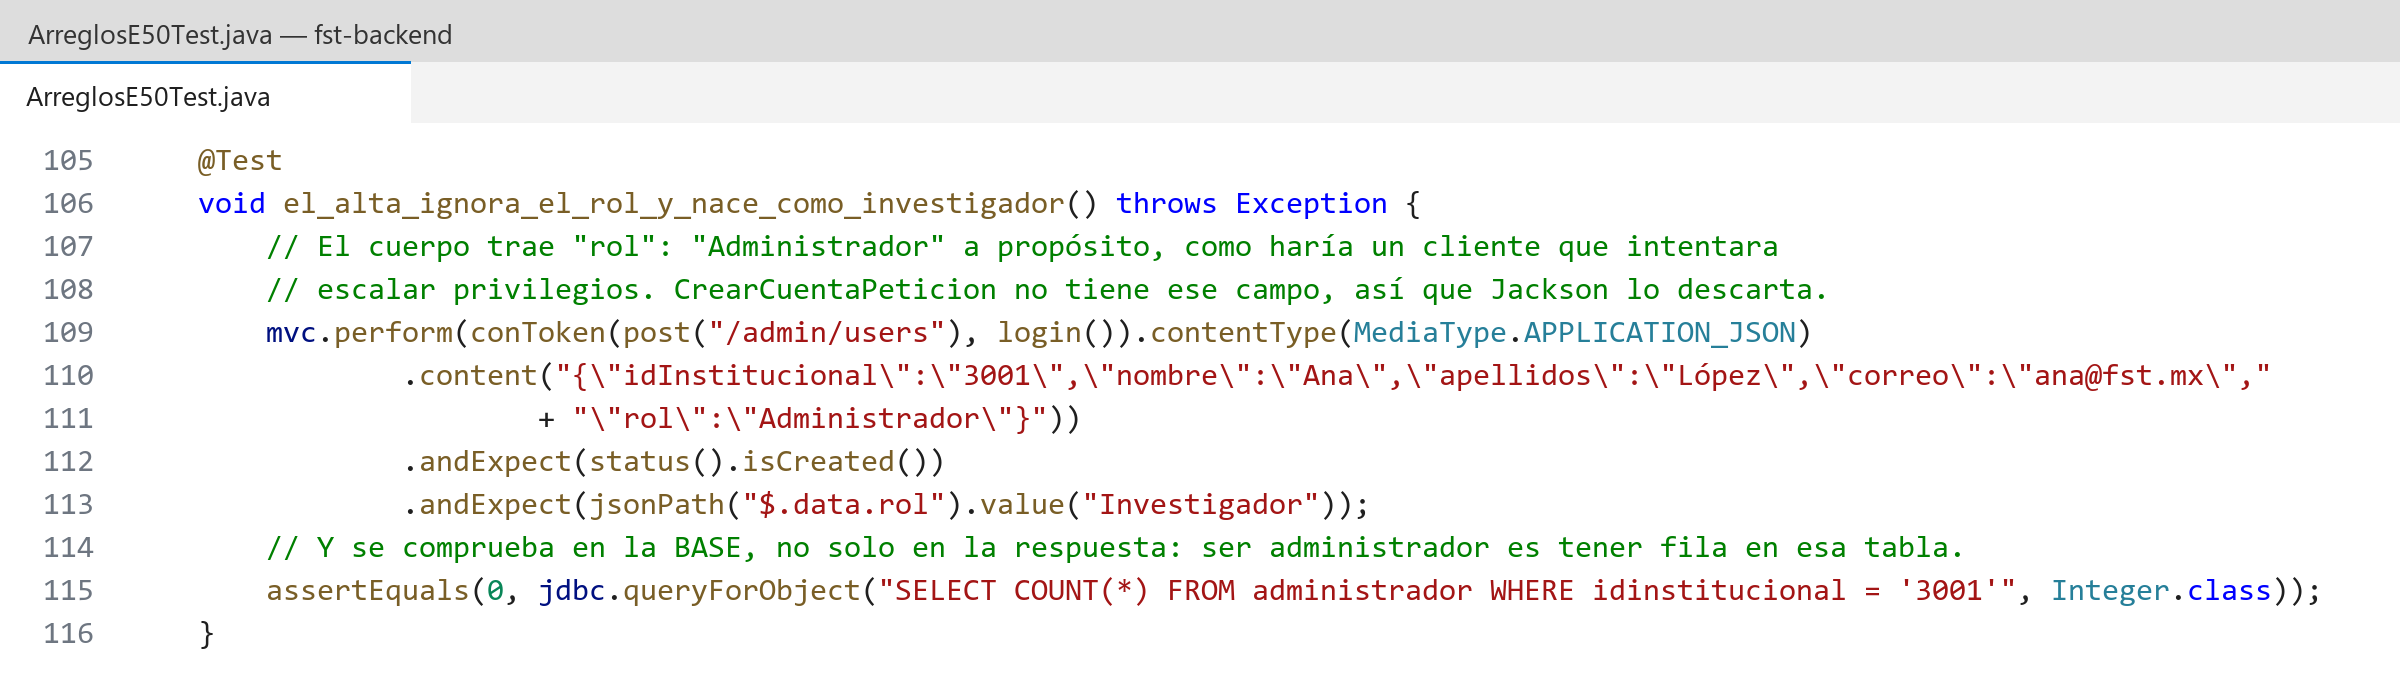 ArreglosE50Test.java — fst-backend
ArreglosE50Test.java
105 @Test
106 void el_alta_ignora_el_rol_y_nace_como_investigador() throws Exception {
107 // El cuerpo trae "rol": "Administrador" a propósito, como haría un cliente que intentara
108 // escalar privilegios. CrearCuentaPeticion no tiene ese campo, así que Jackson lo descarta.
109 mvc.perform(conToken(post("/admin/users"), login()).contentType(MediaType.APPLICATION_JSON)
110 .content("{\"idInstitucional\":\"3001\",\"nombre\":\"Ana\",\"apellidos\":\"López\",\"correo\":\"ana@fst.mx\","
111 + "\"rol\":\"Administrador\"}"))
112 .andExpect(status().isCreated())
113 .andExpect(jsonPath("$.data.rol").value("Investigador"));
114 // Y se comprueba en la BASE, no solo en la respuesta: ser administrador es tener fila en esa tabla.
115 assertEquals(0, jdbc.queryForObject("SELECT COUNT(*) FROM administrador WHERE idinstitucional = '3001'", Integer.class));
116 }